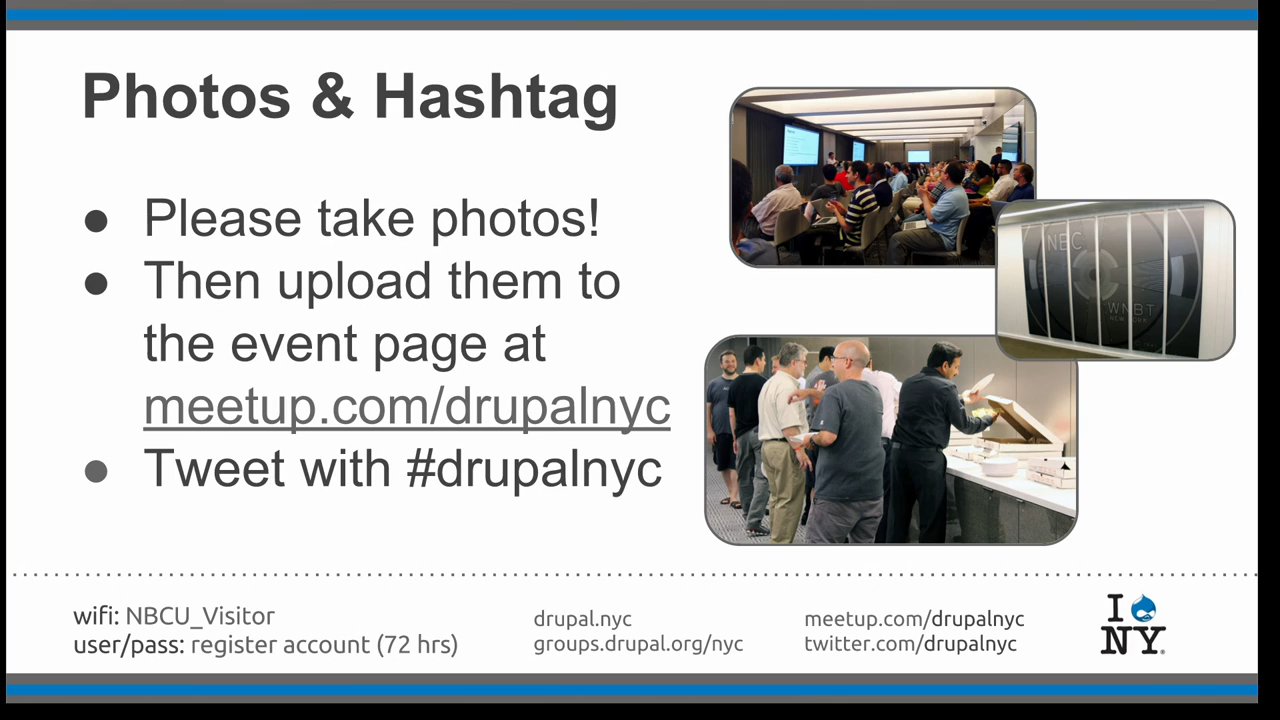 Photos & Hashtag
● Please take photos!
● Then upload them to
the event page at
meetup.com/drupalnyc
● Tweet with #drupalnyc
NBC
WNBT
NEW YORK
wifi: NBCU_Visitor
user/pass: register account (72 hrs)
drupal.nyc
groups.drupal.org/nyc
meetup.com/drupalnyc
twitter.com/drupalnyc
I
NY®